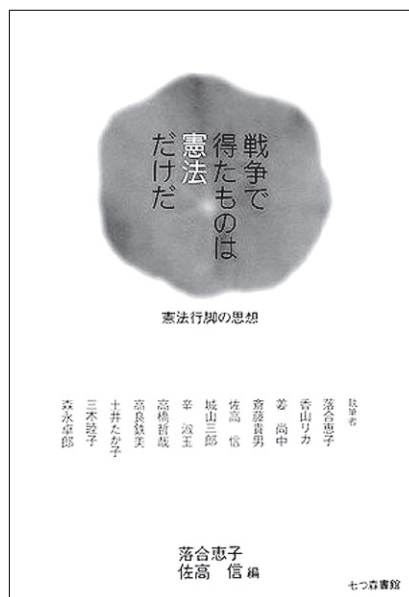 戦争で
得たものは
憲法
だけだ
憲法行脚の思想
執筆者
落合恵子
香山リカ
姜 尚中
斎藤貴男
佐高 信
城山三郎
辛 淑玉
高橋哲哉
高良鉄美
土井たか子
三木睦子
森永卓郎
落合恵子
佐高 信 編
七つ森書館